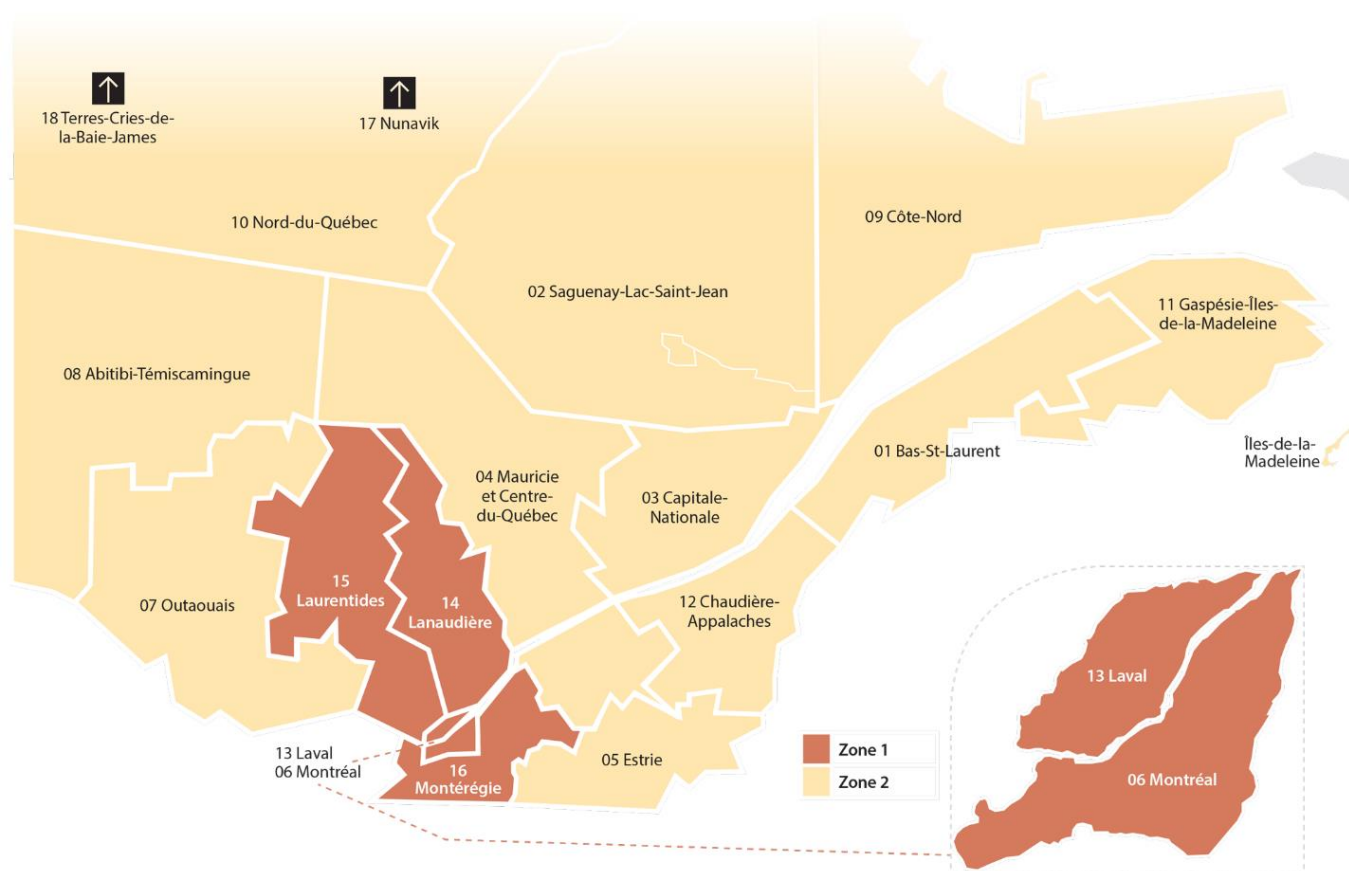 18 Terres-Cries-de-
la-Baie-James
17 Nunavik
10 Nord-du-Québec
09 Côte-Nord
02 Saguenay-Lac-Saint-Jean
11 Gaspésie-Îles-
de-la-Madeleine
08 Abitibi-Témiscamingue
Îles-de-la-
Madeleine
01 Bas-St-Laurent
04 Mauricie
et Centre-
du-Québec
03 Capitale-
Nationale
15
Laurentides
14
Lanaudière
07 Outaouais
12 Chaudière-
Appalaches
13 Laval
06 Montréal
16
Montérégie
05 Estrie
Zone 1
Zone 2
13 Laval
06 Montréal